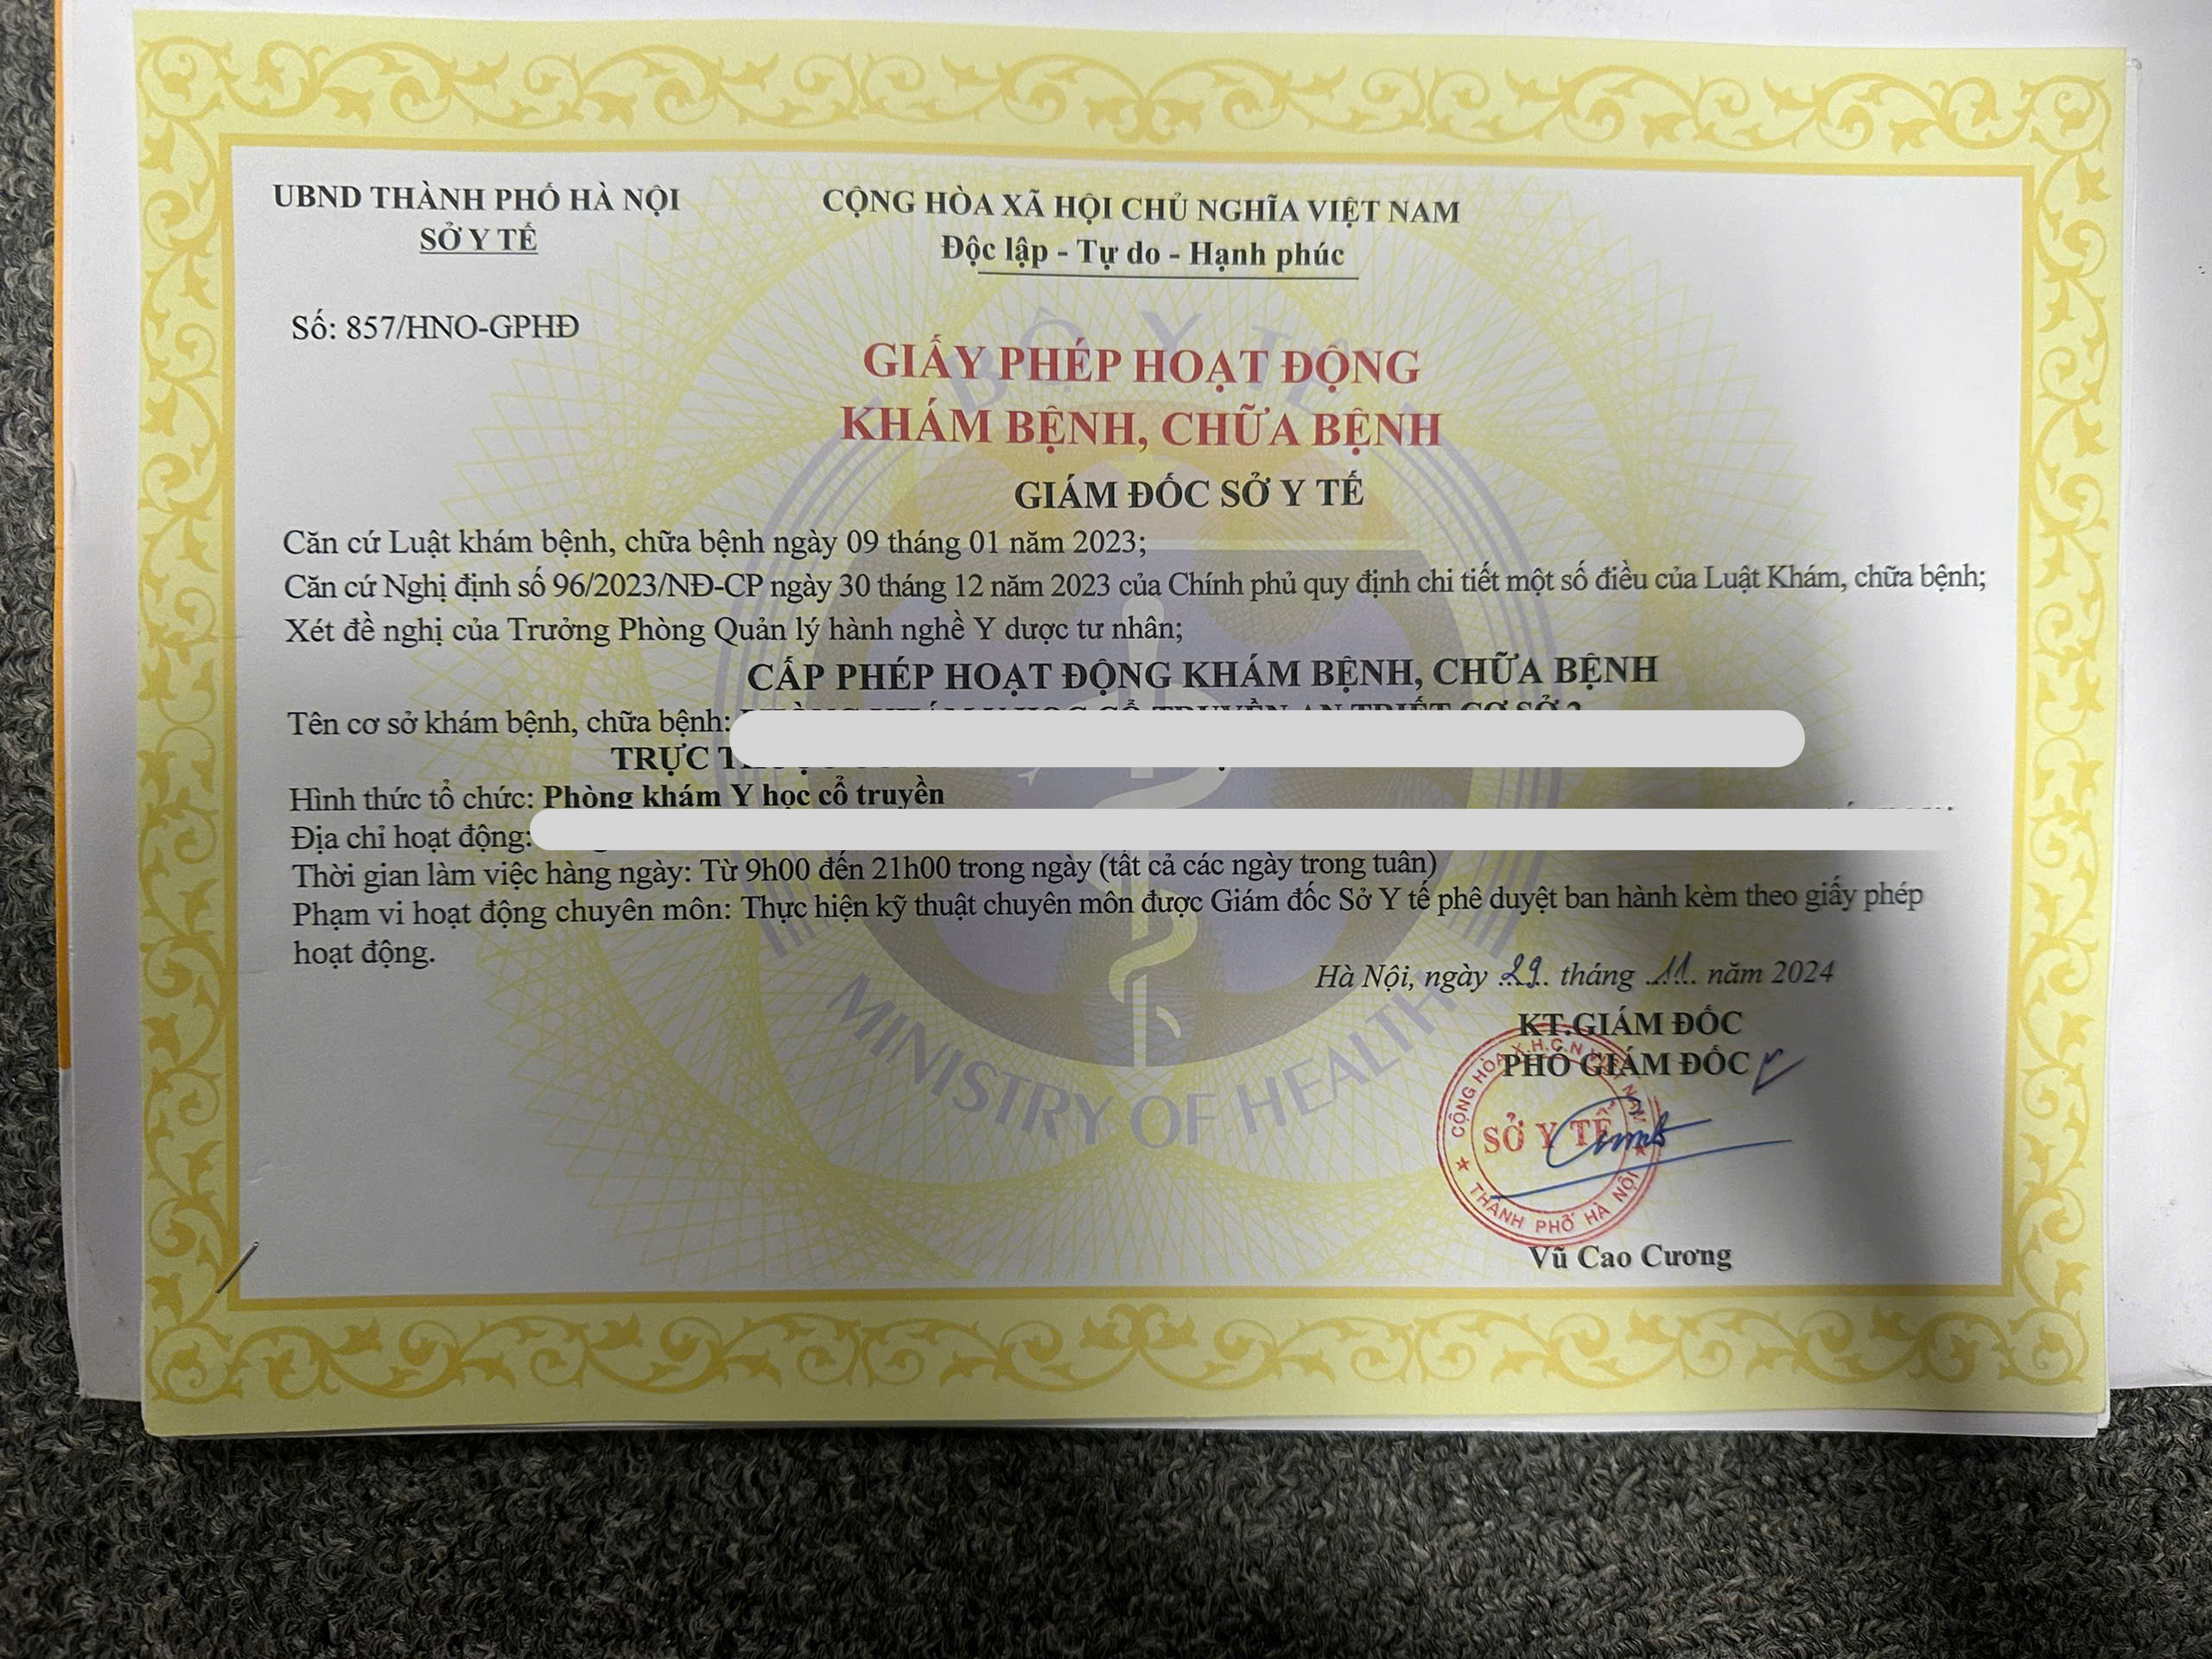 UBND THÀNH PHỐ HÀ NỘI
SỞ Y TẾ
CỘNG HÒA XÃ HỘI CHỦ NGHĨA VIỆT NAM
Độc lập - Tự do - Hạnh phúc
Số: 857/HNO-GPHĐ
BỘ Y TẾ
GIẤY PHÉP HOẠT ĐỘNG
KHÁM BỆNH, CHỮA BỆNH
GIÁM ĐỐC SỞ Y TẾ
Căn cứ Luật khám bệnh, chữa bệnh ngày 09 tháng 01 năm 2023;
Căn cứ Nghị định số 96/2023/NĐ-CP ngày 30 tháng 12 năm 2023 của Chính phủ quy định chi tiết một số điều của Luật Khám, chữa bệnh;
Xét đề nghị của Trưởng Phòng Quản lý hành nghề Y dược tư nhân;
CẤP PHÉP HOẠT ĐỘNG KHÁM BỆNH, CHỮA BỆNH
Tên cơ sở khám bệnh, chữa bệnh:
TRỰC
Hình thức tổ chức: Phòng khám Y học cổ truyền
Địa chỉ hoạt động:
Thời gian làm việc hàng ngày: Từ 9h00 đến 21h00 trong ngày (tất cả các ngày trong tuần)
Phạm vi hoạt động chuyên môn: Thực hiện kỹ thuật chuyên môn được Giám đốc Sở Y tế phê duyệt ban hành kèm theo giấy phép
hoạt động.
Hà Nội, ngày 29 tháng 11 năm 2024
KT.GIÁM ĐỐC
PHÓ GIÁM ĐỐC
CỘNG HÒA X.H.C.N VIỆT NAM
SỞ Y TẾ
THÀNH PHỐ HÀ NỘI
Vũ Cao Cương
MINISTRY OF HEALTH